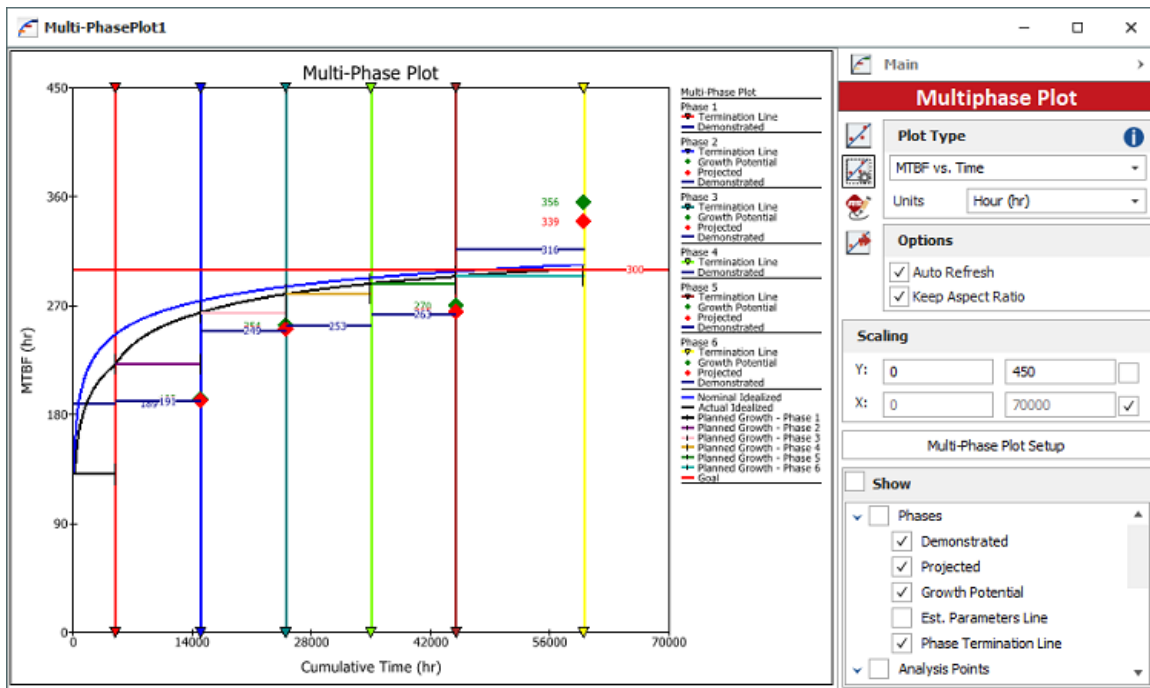 Multi-PhasePlot1
Multi-Phase Plot
450
360
270
180
90
0
MTBF (hr)
0
14000
28000
42000
56000
70000
Cumulative Time (hr)
193
249
254
253
270
263
316
356
339
300
Multi-Phase Plot
Phase 1
Termination Line
Demonstrated
Phase 2
Termination Line
Growth Potential
Projected
Demonstrated
Phase 3
Termination Line
Growth Potential
Projected
Demonstrated
Phase 4
Termination Line
Demonstrated
Phase 5
Termination Line
Growth Potential
Projected
Demonstrated
Phase 6
Termination Line
Growth Potential
Projected
Demonstrated
Nominal Idealized
Actual Idealized
Planned Growth - Phase 1
Planned Growth - Phase 2
Planned Growth - Phase 3
Planned Growth - Phase 4
Planned Growth - Phase 5
Planned Growth - Phase 6
Goal
Main
Multiphase Plot
Plot Type
MTBF vs. Time
Units Hour (hr)
Options
Auto Refresh
Keep Aspect Ratio
Scaling
Y: 0 450
X: 0 70000
Multi-Phase Plot Setup
Show
Phases
Demonstrated
Projected
Growth Potential
Est. Parameters Line
Phase Termination Line
Analysis Points